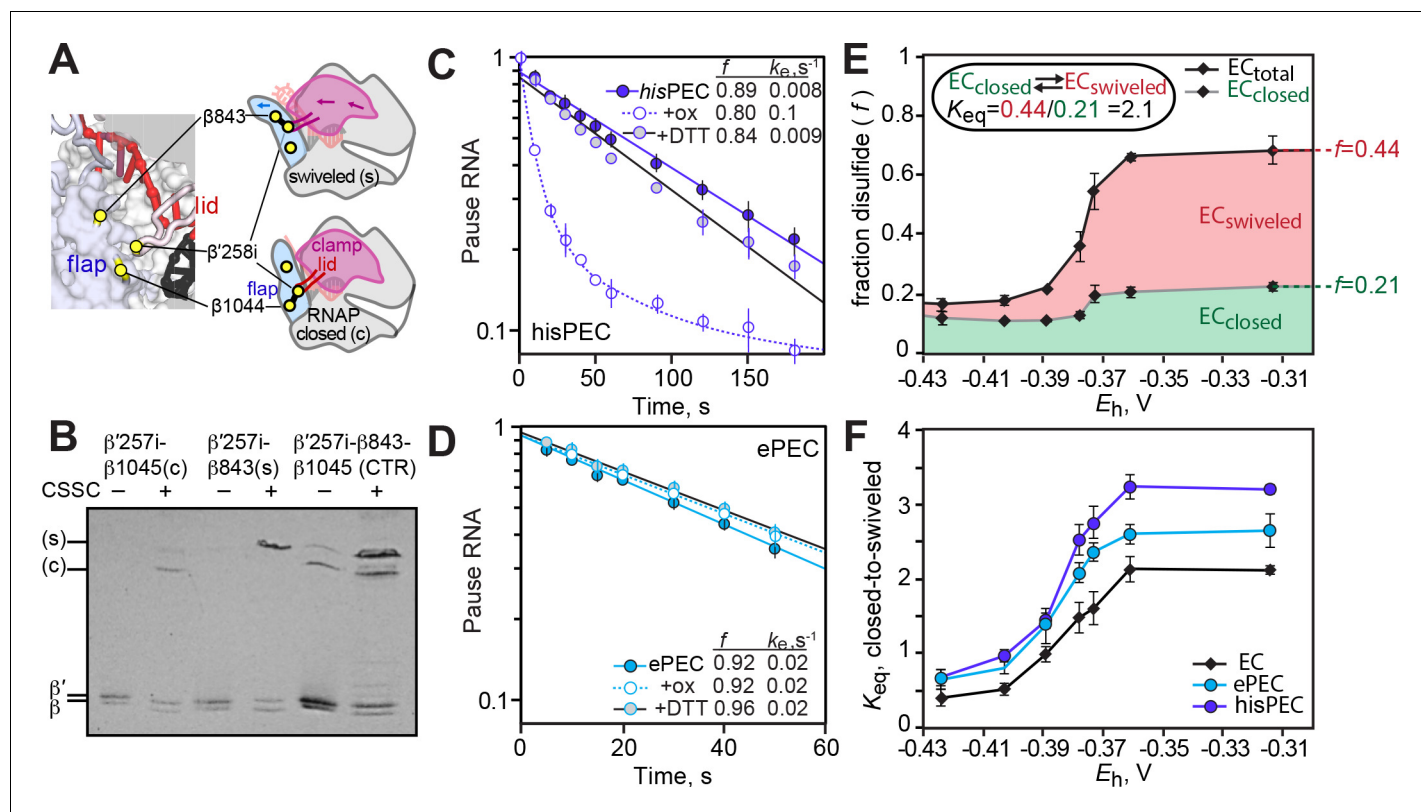 A
β843
lid
β′258i
flap
β1044
swiveled (s)
clamp
lid
flap
RNAP
closed (c)
B
β′257i-
β1045(c)
β′257i-
β843(s)
β′257i-β843-
β1045 (CTR)
CSSC − + − + − +
(s)
(c)
β′
β
C
f ke,s-1
hisPEC 0.89 0.008
+ox 0.80 0.1
+DTT 0.84 0.009
Pause RNA
1
0.1
hisPEC
0 50 100 150
Time, s
D
ePEC
Pause RNA
1
0.1
f ke,s-1
ePEC 0.92 0.02
+ox 0.92 0.02
+DTT 0.96 0.02
0 20 40 60
Time, s
E
ECclosed ⇌ ECswiveled
Keq=0.44/0.21 =2.1
ECtotal
ECclosed
fraction disulfide ( f )
1
0.8
0.6
0.4
0.2
0
ECswiveled
ECclosed
f=0.44
f=0.21
-0.43 -0.41 -0.39 -0.37 -0.35 -0.33 -0.31
Eh, V
F
Keq, closed-to-swiveled
4
3
2
1
0
EC
ePEC
hisPEC
-0.43 -0.41 -0.39 -0.37 -0.35 -0.33 -0.31
Eh, V